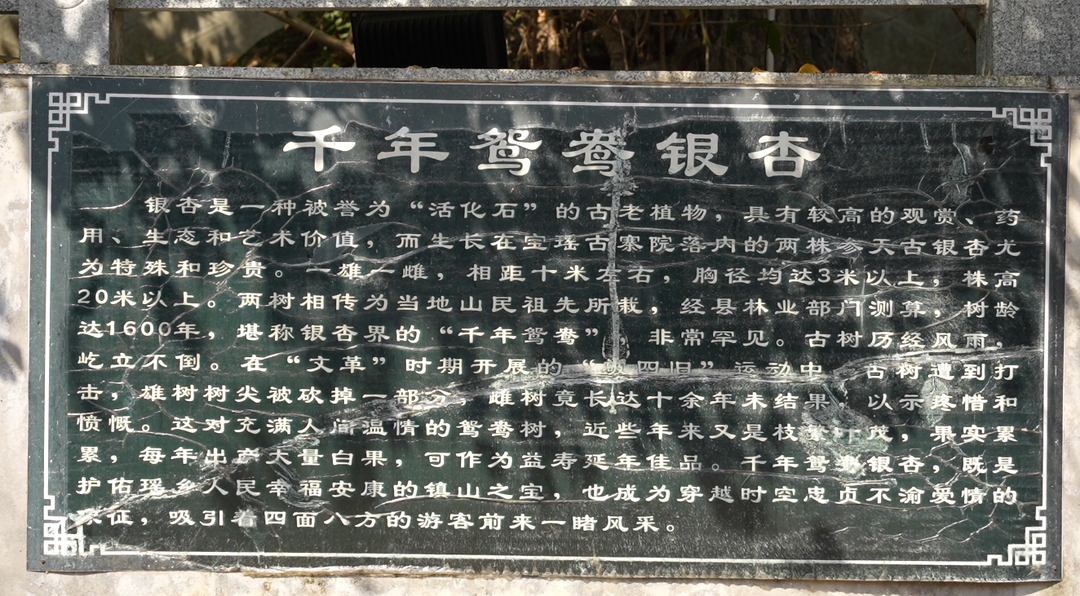 千年鸳鸯银杏
银杏是一种被誉为“活化石”的古老植物，具有较高的观赏、药
用、生态和艺术价值，而生长在宝瑶古寨院落内的两株参天古银杏尤
为特殊和珍贵。一雄一雌，相距十米左右，胸径均达3米以上，株高
20米以上。两树相传为当地山民祖先所栽，经县林业部门测算，树龄
达1600年，堪称银杏界的“千年鸳鸯” 非常罕见。古树历经风雨，
屹立不倒。在“文革”时期开展的“ 四旧”运动中 古树遭到打
击，雄树树尖被砍掉一部分，雌树竟长达十余年未结果 以示疼惜和
愤慨。这对充满人间温情的鸳鸯树，近些年来又是枝繁叶茂，果实累
累，每年出产大量白果，可作为益寿延年佳品。千年鸳鸯银杏，既是
护佑瑶乡人民幸福安康的镇山之宝，也成为穿越时空忠贞不渝爱情的
征，吸引着四面八方的游客前来一睹风采。